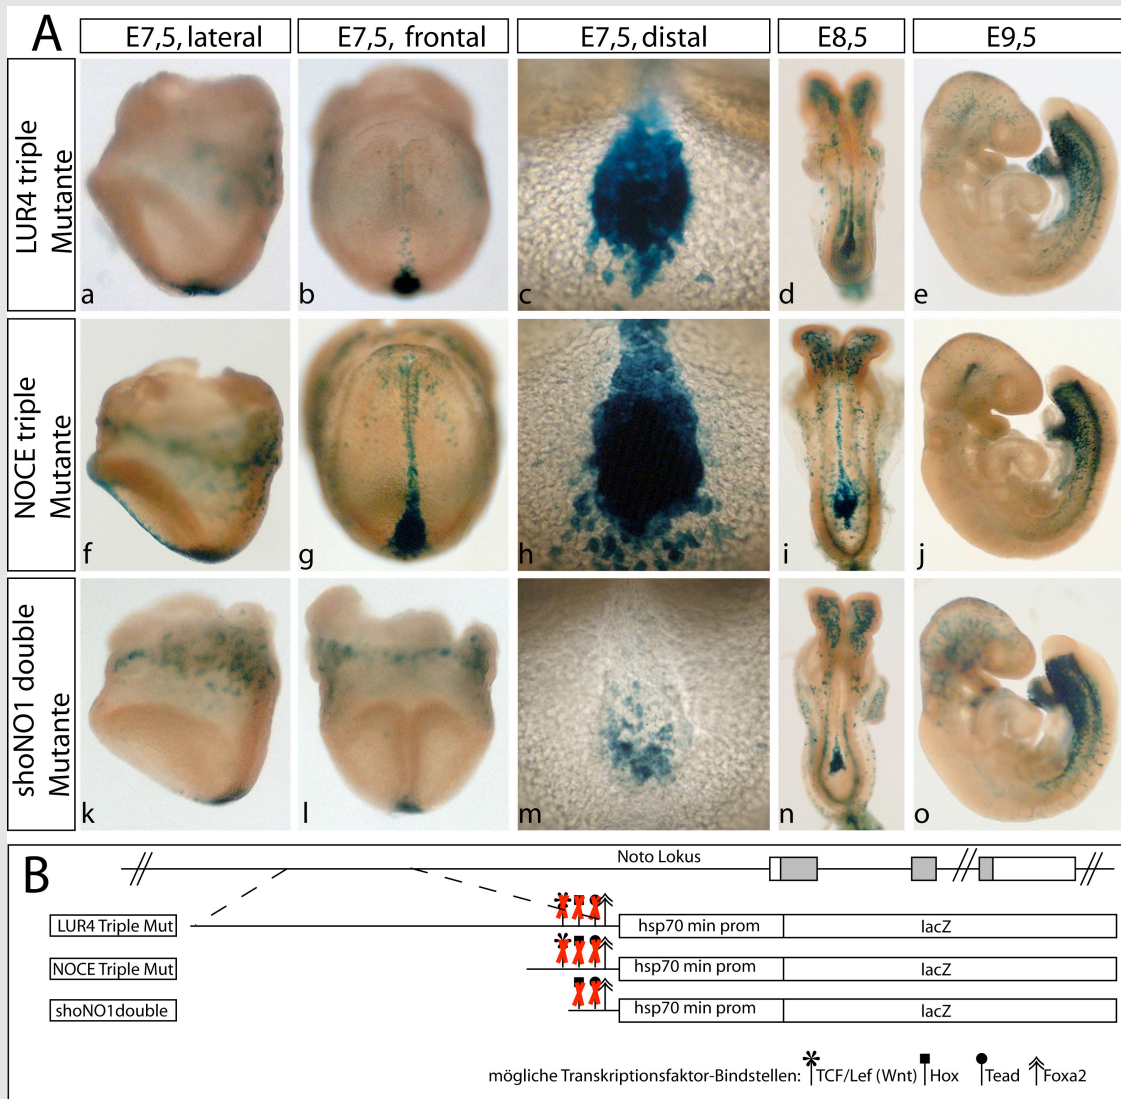 A
E7,5, lateral
E7,5, frontal
E7,5, distal
E8,5
E9,5
LUR4 triple
Mutante
a
b
c
d
e
NOCE triple
Mutante
f
g
h
i
j
shoNO1 double
Mutante
k
l
m
n
o
B
Noto Lokus
LUR4 Triple Mut
hsp70 min prom
lacZ
NOCE Triple Mut
hsp70 min prom
lacZ
shoNO1double
hsp70 min prom
lacZ
mögliche Transkriptionsfaktor-Bindstellen: TCF/Lef (Wnt) Hox Tead Foxa2